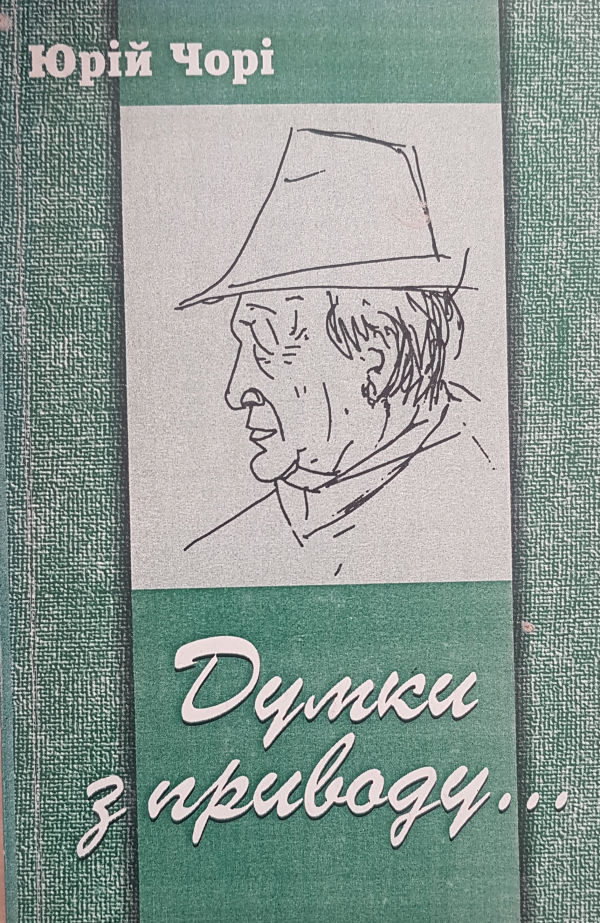 Юрій Чорі
Думки
з приводу...